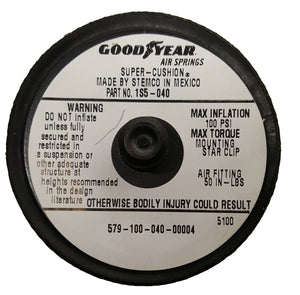 GOODYEAR
AIR SPRINGS
SUPER-CUSHION®
MADE BY STEMCO IN MEXICO
PART NO. 1S5-040
WARNING
DO NOT Inflate
unless fully
secured and
restricted in
a suspension or
other adequate
structure at
heights recommended
in the design
literature OTHERWISE BODILY INJURY COULD RESULT
MAX INFLATION
100 PSI
MAX TORQUE
MOUNTING
STAR CLIP
AIR FITTING
50 IN-LBS
5100
579-100-040-00004